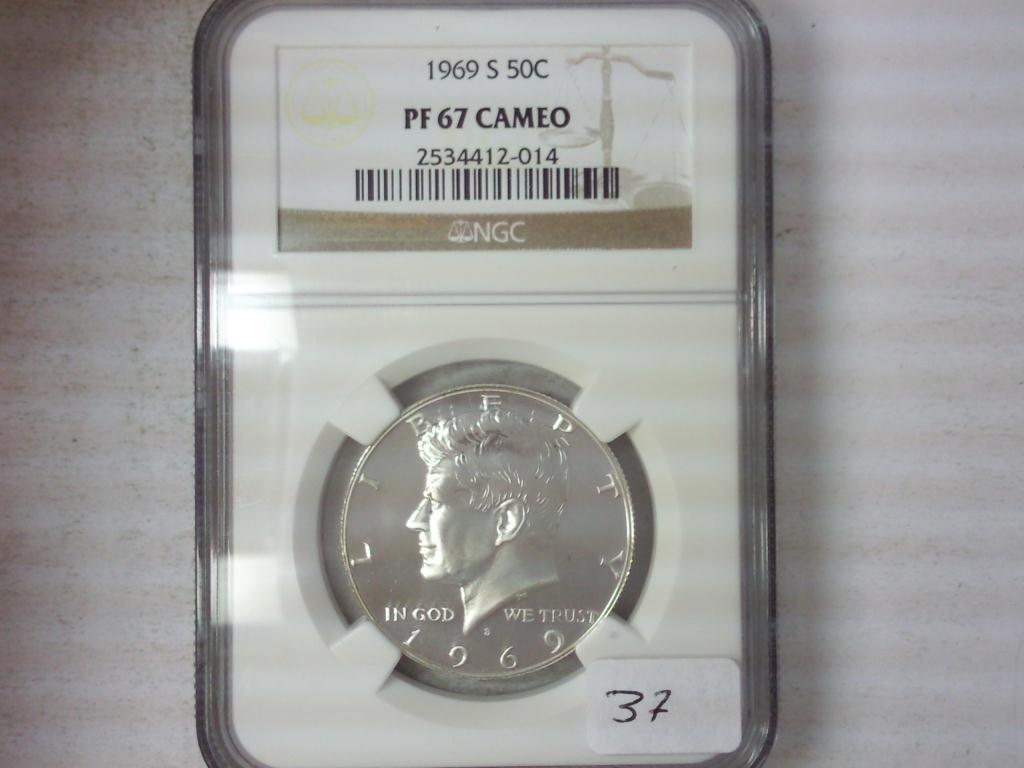 1969 S 50C
PF 67 CAMEO
2534412-014
NGC
LIBERTY
IN GOD WE TRUST
S
1969
37